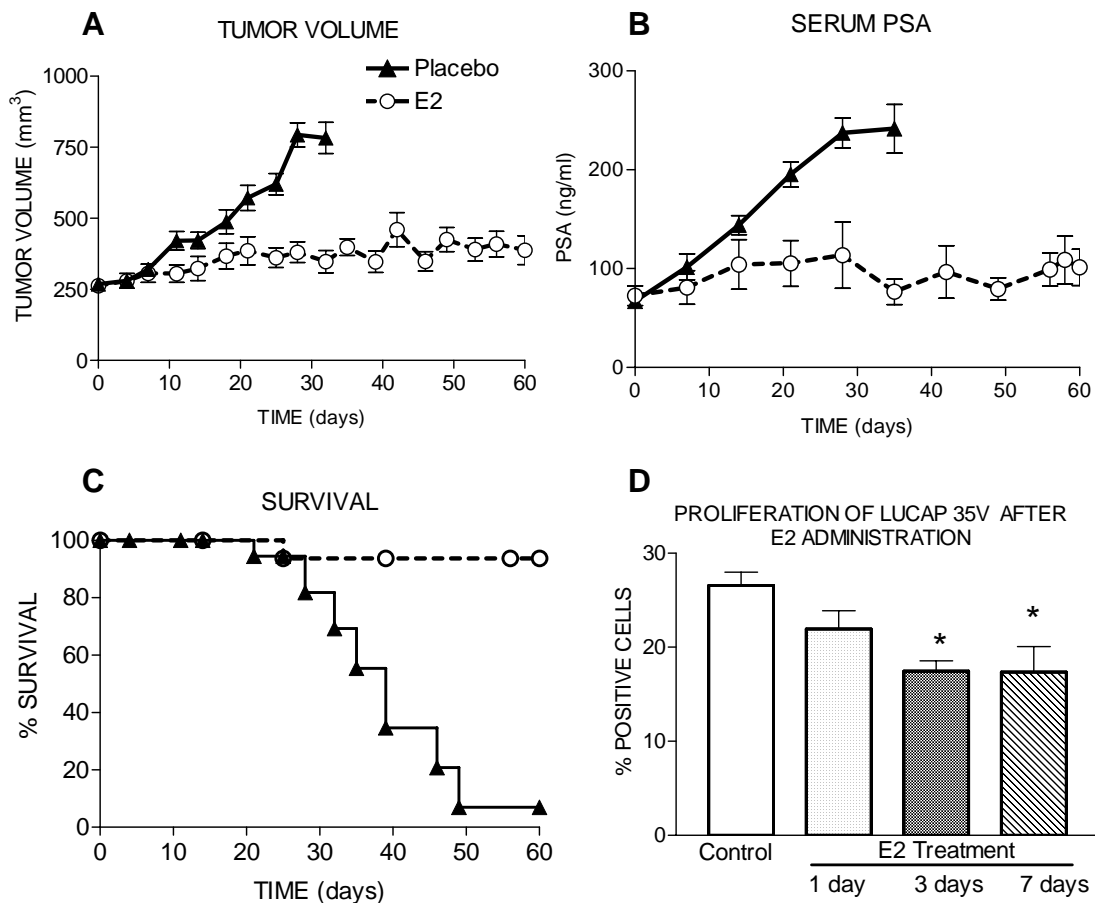 A
TUMOR VOLUME
Placebo
E2
TUMOR VOLUME (mm³)
1000
750
500
250
0
0 10 20 30 40 50 60
TIME (days)
B
SERUM PSA
PSA (ng/ml)
300
200
100
0
0 10 20 30 40 50 60
TIME (days)
C
SURVIVAL
% SURVIVAL
100
80
60
40
20
0
0 10 20 30 40 50 60
TIME (days)
D
PROLIFERATION OF LUCAP 35V AFTER
E2 ADMINISTRATION
% POSITIVE CELLS
30
20
10
0
* *
Control E2 Treatment
1 day 3 days 7 days